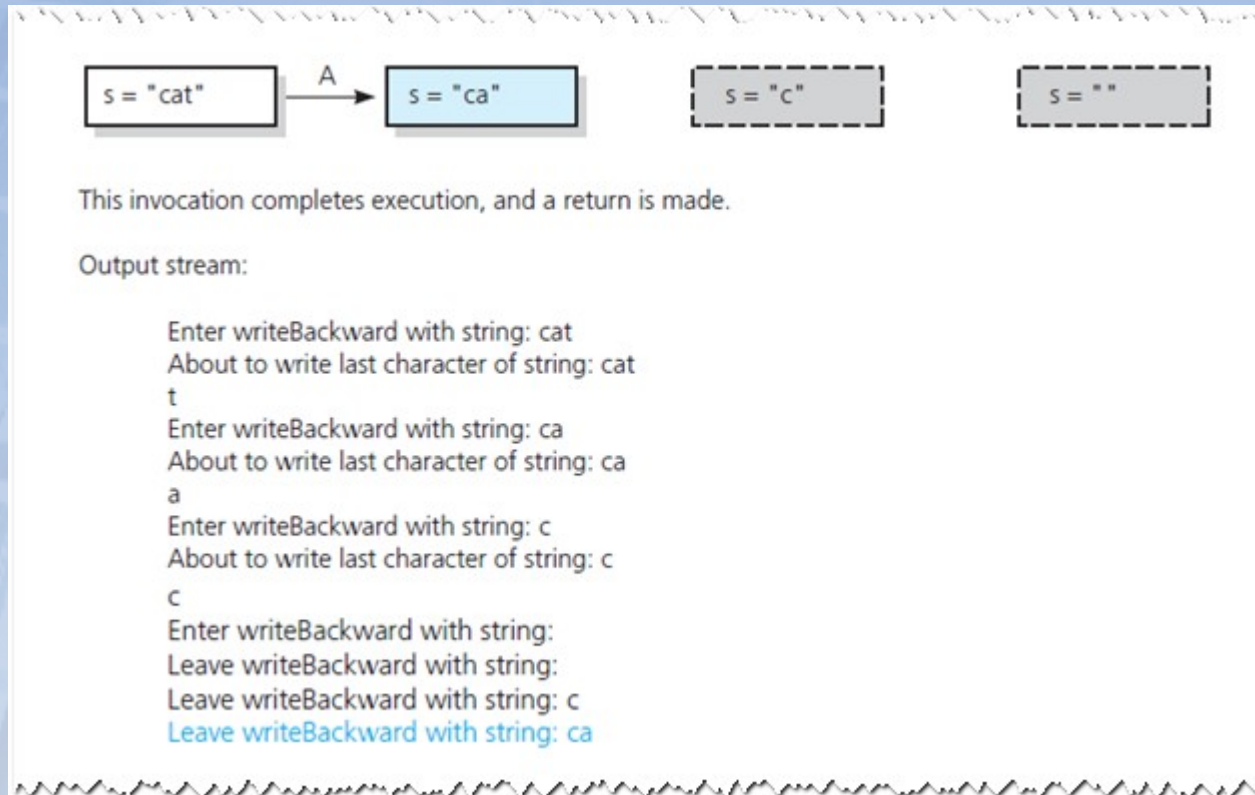 s = "cat" A s = "ca" s = "c" s = " "
This invocation completes execution, and a return is made.
Output stream:
Enter writeBackward with string: cat
About to write last character of string: cat
t
Enter writeBackward with string: ca
About to write last character of string: ca
a
Enter writeBackward with string: c
About to write last character of string: c
c
Enter writeBackward with string:
Leave writeBackward with string:
Leave writeBackward with string: c
Leave writeBackward with string: ca